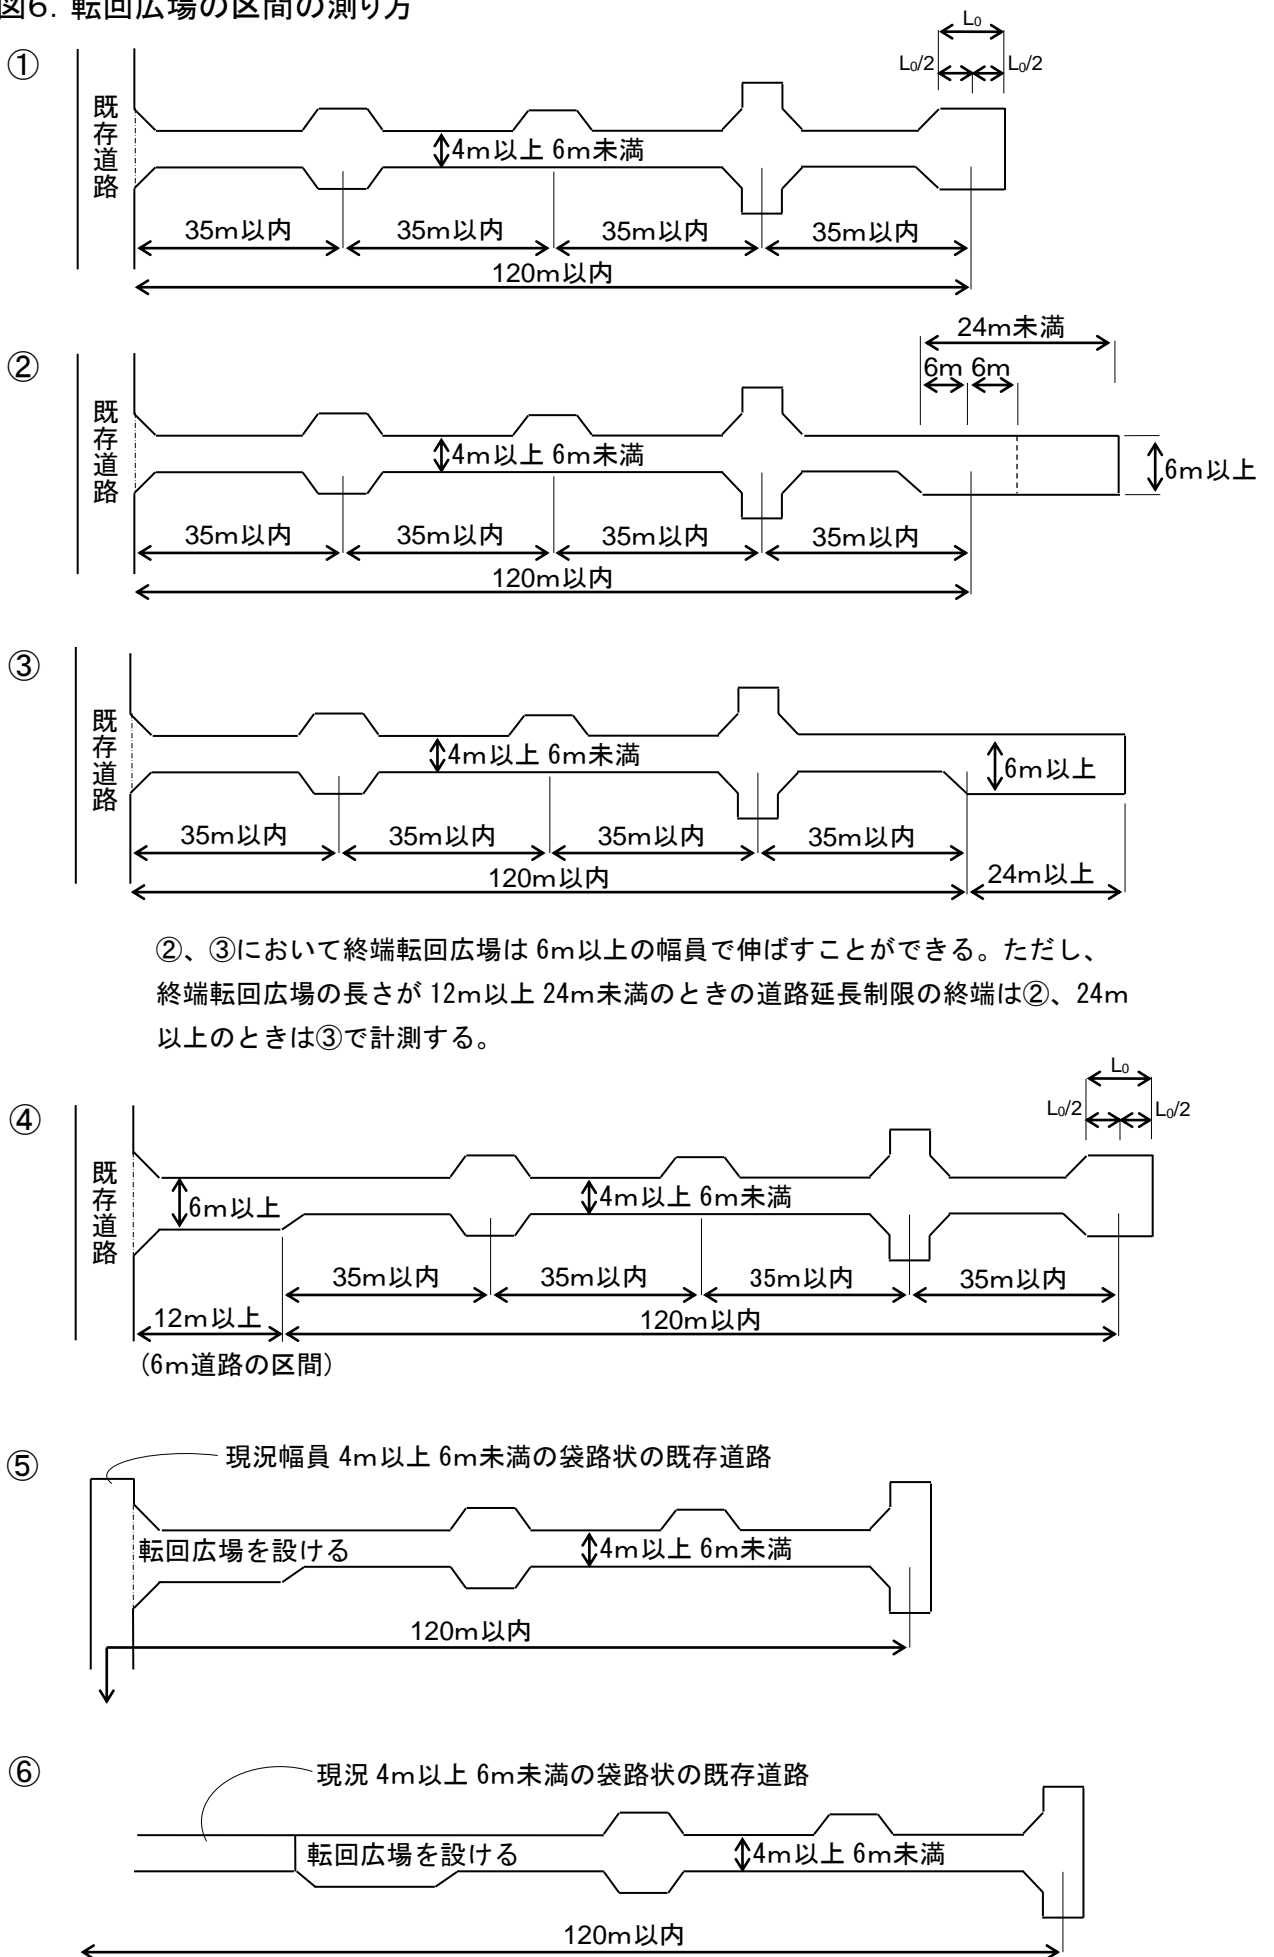 図6．転回広場の区間の測り方
①
L₀
L₀/2
L₀/2
既存道路
4m以上 6m未満
35m以内
35m以内
35m以内
35m以内
120m以内
②
24m未満
6m 6m
既存道路
4m以上 6m未満
6m以上
35m以内
35m以内
35m以内
35m以内
120m以内
③
既存道路
4m以上 6m未満
6m以上
35m以内
35m以内
35m以内
35m以内
120m以内
24m以上
②、③において終端転回広場は 6m以上の幅員で伸ばすことができる。ただし、
終端転回広場の長さが 12m以上 24m未満のときの道路延長制限の終端は②、24m
以上のときは③で計測する。
④
L₀
L₀/2
L₀/2
既存道路
6m以上
4m以上 6m未満
35m以内
35m以内
35m以内
35m以内
12m以上
120m以内
（6m道路の区間）
⑤
現況幅員 4m以上 6m未満の袋路状の既存道路
転回広場を設ける
4m以上 6m未満
120m以内
⑥
現況 4m以上 6m未満の袋路状の既存道路
転回広場を設ける
4m以上 6m未満
120m以内